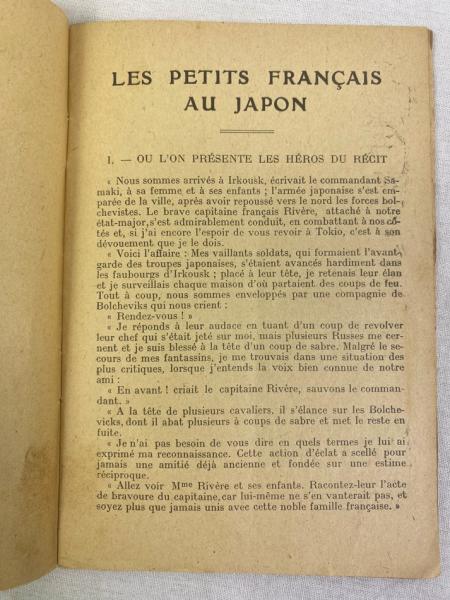 LES PETITS FRANÇAIS
AU JAPON
I. — OU L'ON PRÉSENTE LES HÉROS DU RÉCIT
« Nous sommes arrivés à Irkousk, écrivait le commandant Sa-
maki, à sa femme et à ses enfants ; l'armée japonaise s'est em-
parée de la ville, après avoir repoussé vers le nord les forces bol-
chevistes. Le brave capitaine français Rivère, attaché à notre
état-major,s'est admirablement conduit, en combattant à nos cô-
tés et, si j'ai encore l'espoir de vous revoir à Tokio, c'est à son
dévouement que je le dois.
« Voici l'affaire : Mes vaillants soldats, qui formaient l'avant-
garde des troupes japonaises, s'étaient avancés hardiment dans
les faubourgs d'Irkousk ; placé à leur tête, je retenais leur élan
et je surveillais chaque maison d'où partaient des coups de feu.
Tout à coup, nous sommes enveloppés par une compagnie de
Bolcheviks qui nous crient :
« Rendez-vous ! »
« Je réponds à leur audace en tuant d'un coup de revolver
leur chef qui s'était jeté sur moi, mais plusieurs Russes me cer-
nent et je suis blessé à la tête d'un coup de sabre. Malgré le se-
cours de mes fantassins, je me trouvais dans une situation des
plus critiques, lorsque j'entends la voix bien connue de notre
ami :
« En avant ! criait le capitaine Rivère, sauvons le comman-
dant. »
« A la tête de plusieurs cavaliers, il s'élance sur les Bolche-
vicks, dont il abat plusieurs à coups de sabre et met le reste en
fuite.
« Je n'ai pas besoin de vous dire en quels termes je lui ai
exprimé ma reconnaissance. Cette action d'éclat a scellé pour
jamais une amitié déjà ancienne et fondée sur une estime
réciproque.
« Allez voir Mme Rivère et ses enfants. Racontez-leur l'acte
de bravoure du capitaine,car lui-même ne s'en vanterait pas, et
soyez plus que jamais unis avec cette noble famille française. »